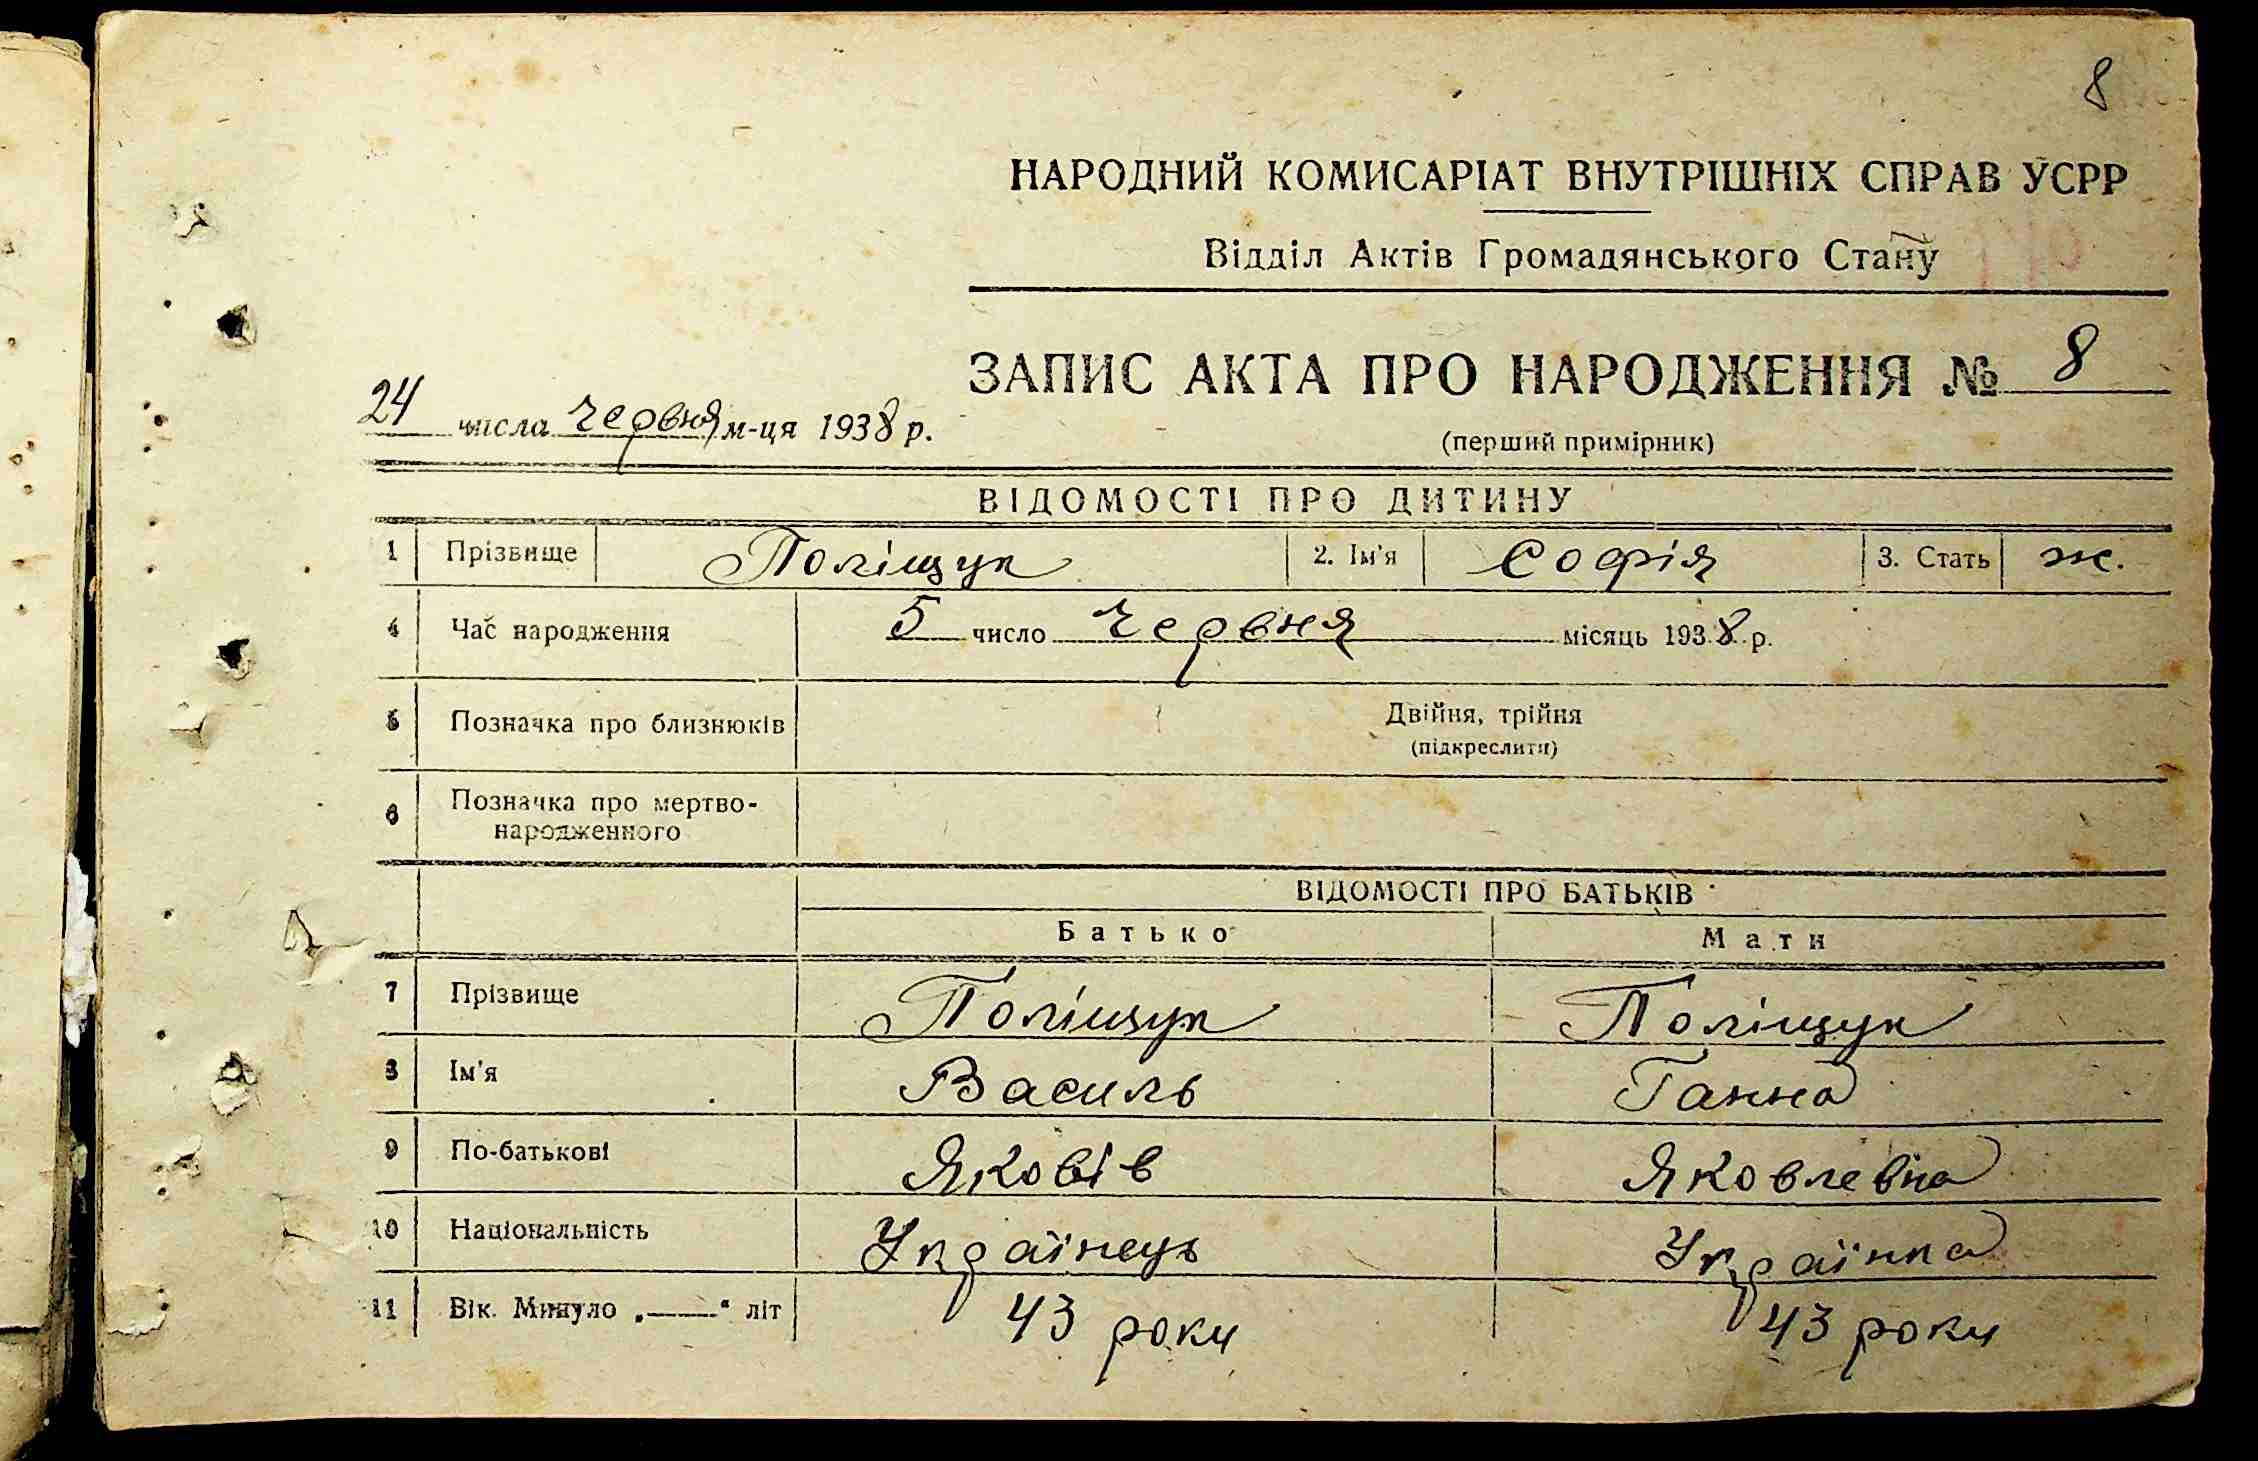 8
НАРОДНИЙ КОМИСАРІАТ ВНУТРІШНІХ СПРАВ УСРР
Відділ Актів Громадянського Стану
ЗАПИС АКТА ПРО НАРОДЖЕННЯ № 8
24 числа червня м-ця 1938 р.
(перший примірник)
ВІДОМОСТІ ПРО ДИТИНУ
1 Прізвище Поліщук 2. Ім'я Софія 3. Стать ж.
4 Час народження 5 число червня місяць 1938 р.
5 Позначка про близнюків Двійня, трійня
(підкреслити)
6 Позначка про мертво-
народженного
ВІДОМОСТІ ПРО БАТЬКІВ
Батько Мати
7 Прізвище Поліщук Поліщук
8 Ім'я Василь Ганна
9 По-батькові Яковів Яковлевна
10 Національність Українець Українка
11 Вік. Минуло „——“ літ 43 роки 43 роки